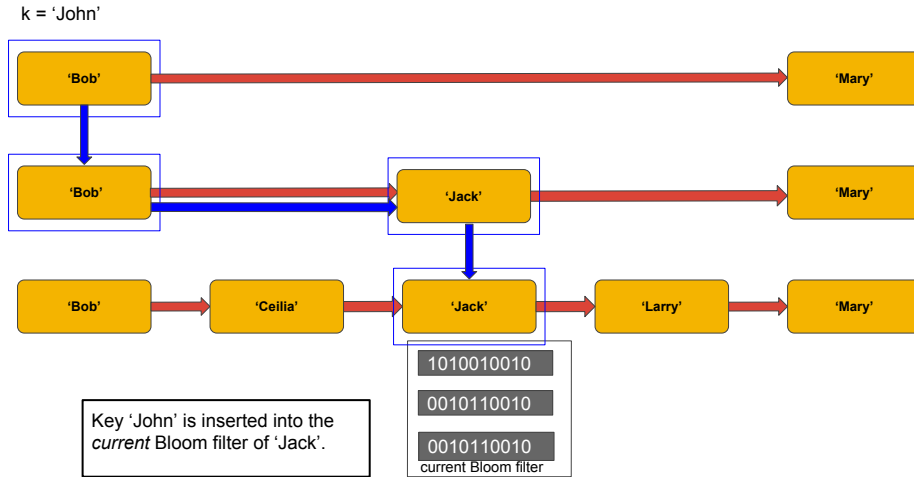 k = ‘John’
‘Bob’
‘Mary’
‘Bob’
‘Jack’
‘Mary’
‘Bob’
‘Ceilia’
‘Jack’
‘Larry’
‘Mary’
1010010010
0010110010
0010110010
current Bloom filter
Key ‘John’ is inserted into the
current Bloom filter of ‘Jack’.